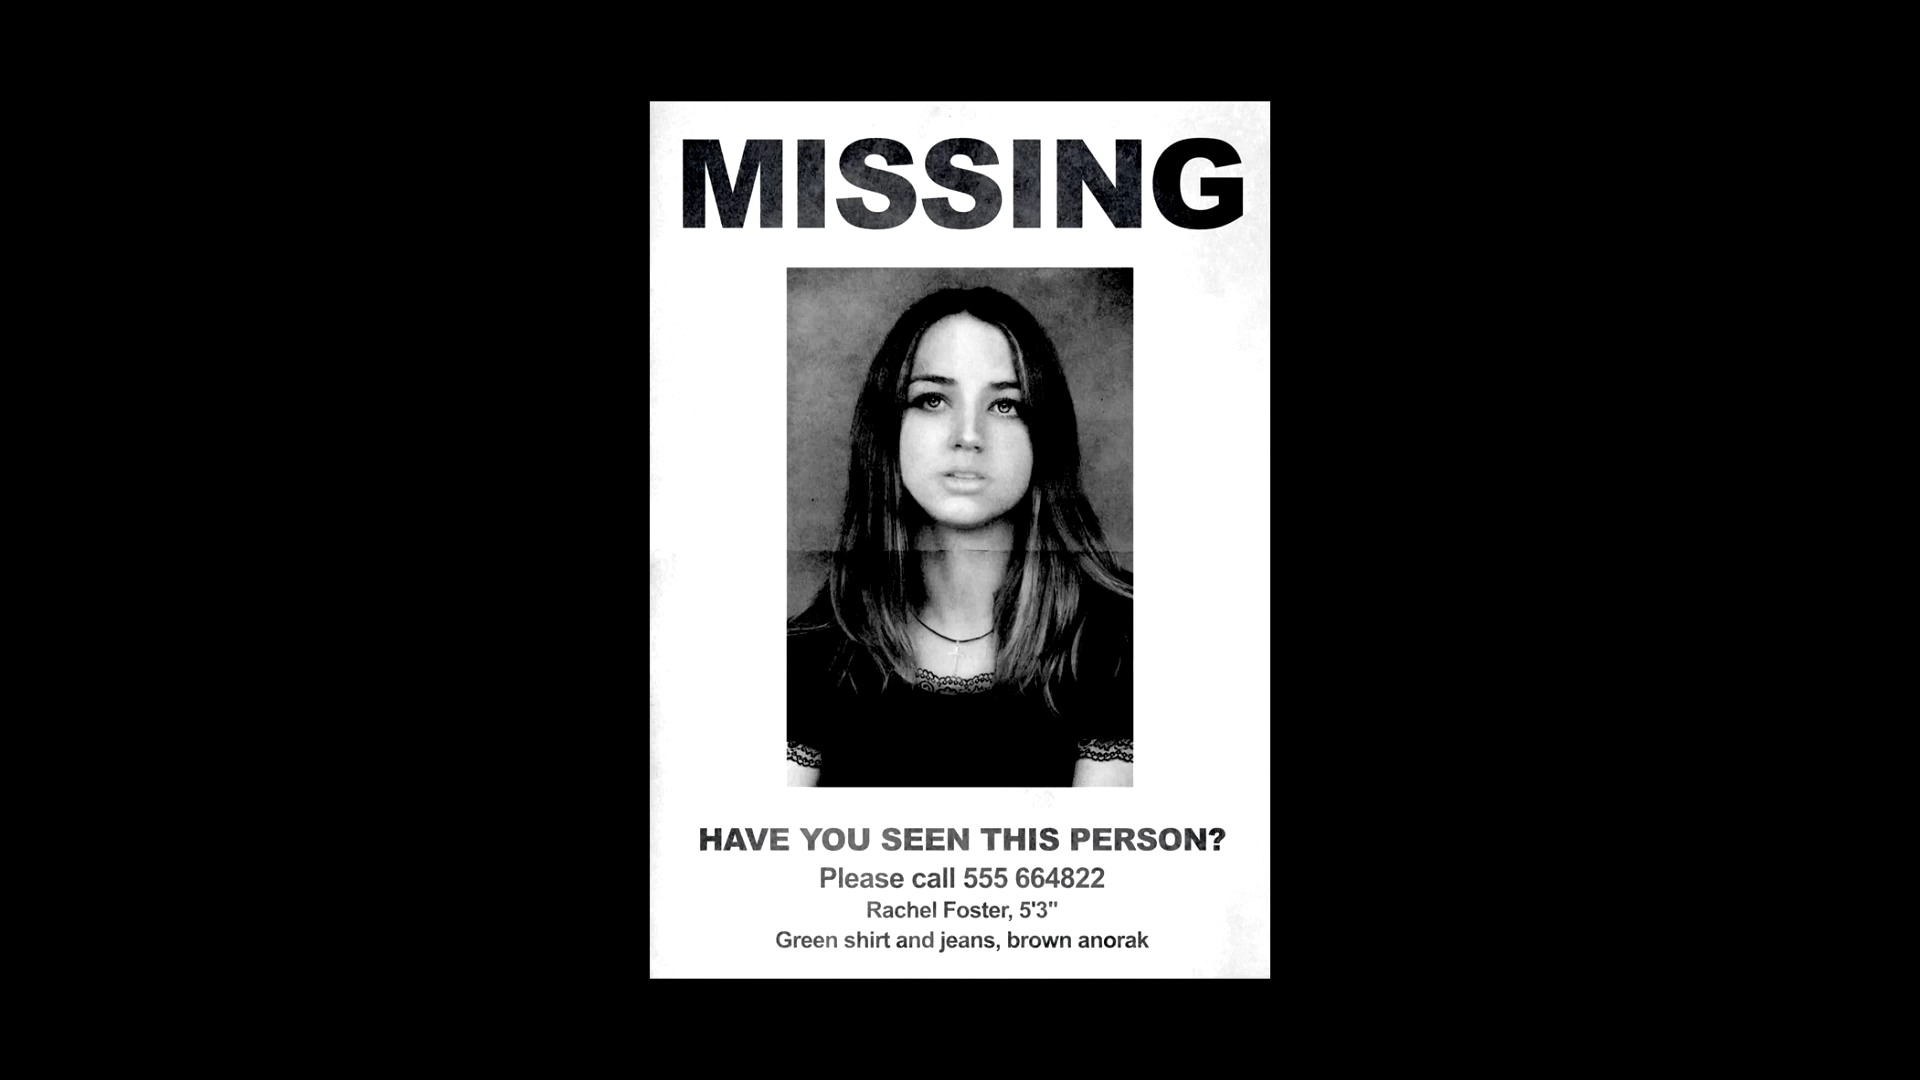 MISSING
HAVE YOU SEEN THIS PERSON?
Please call 555 664822
Rachel Foster, 5'3"
Green shirt and jeans, brown anorak